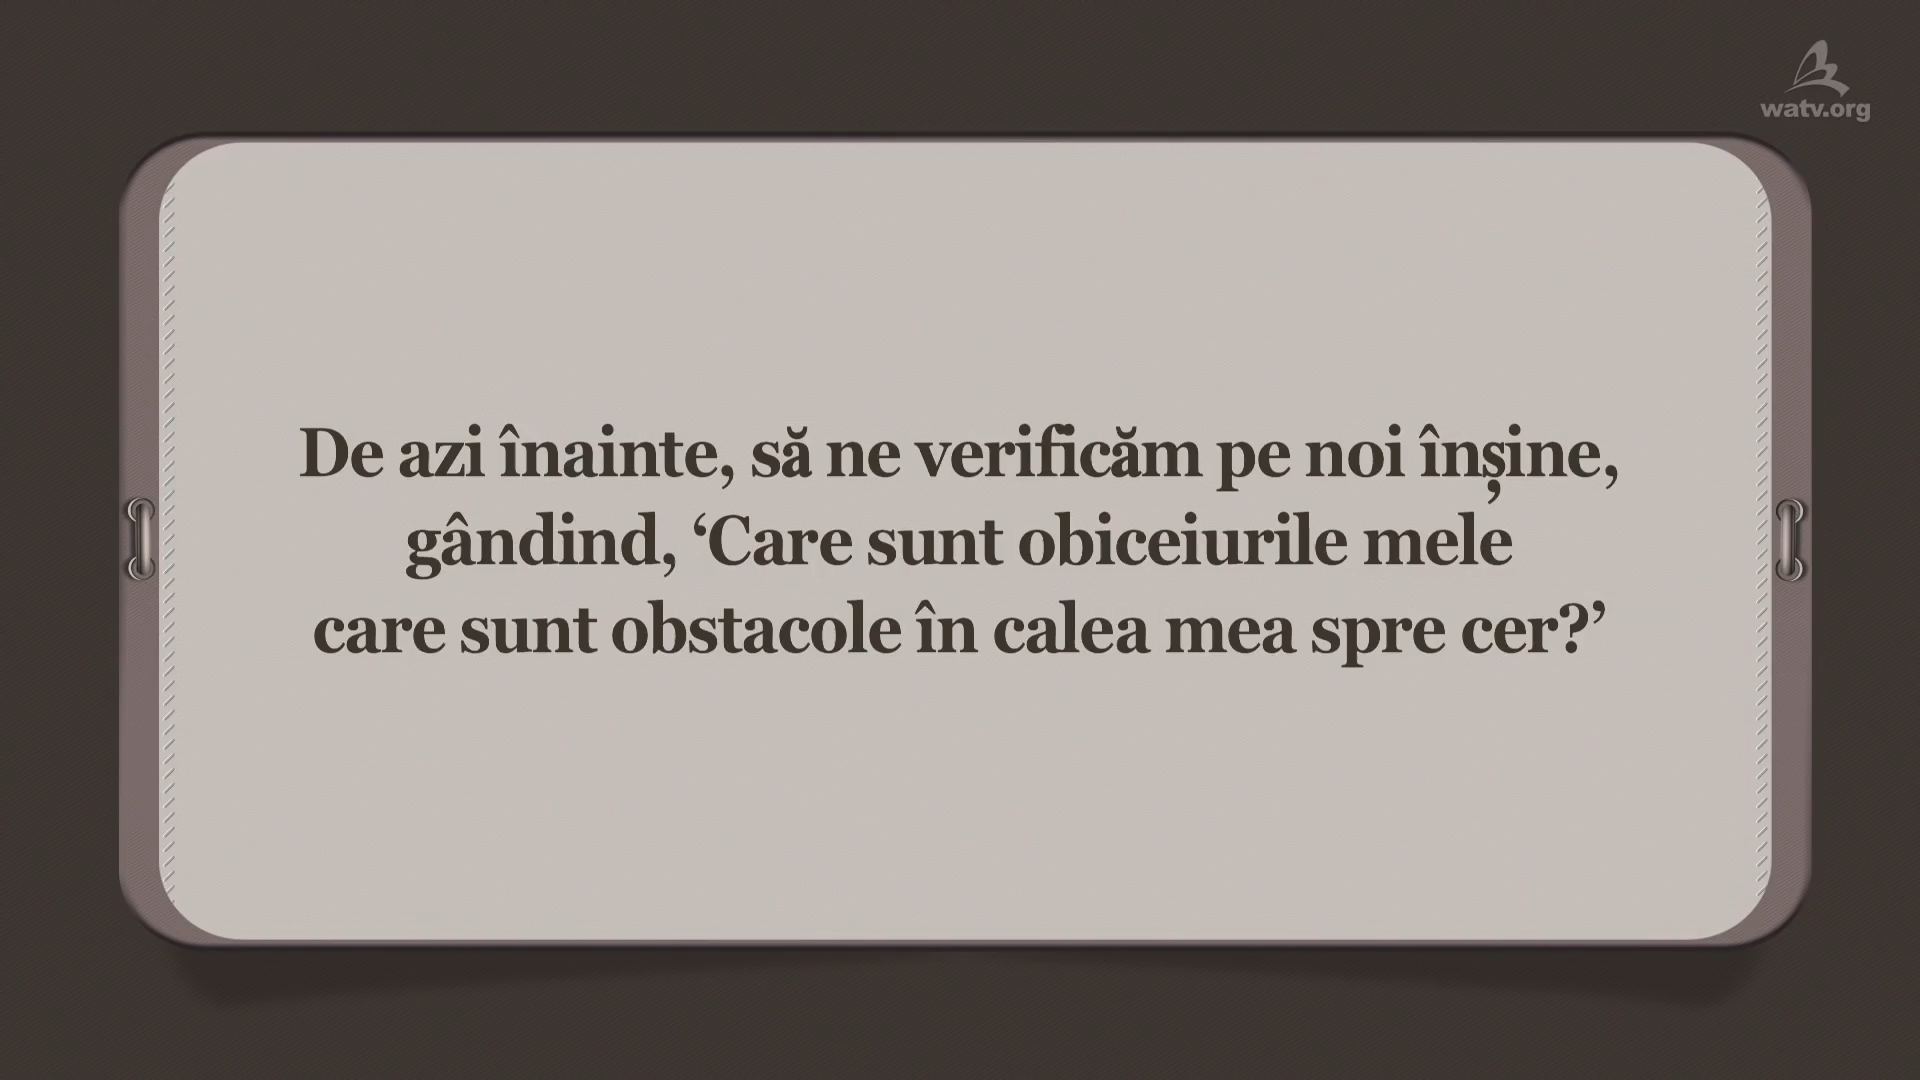 watv.org
De azi înainte, să ne verificăm pe noi înșine,
gândind, ‘Care sunt obiceiurile mele
care sunt obstacole în calea mea spre cer?’